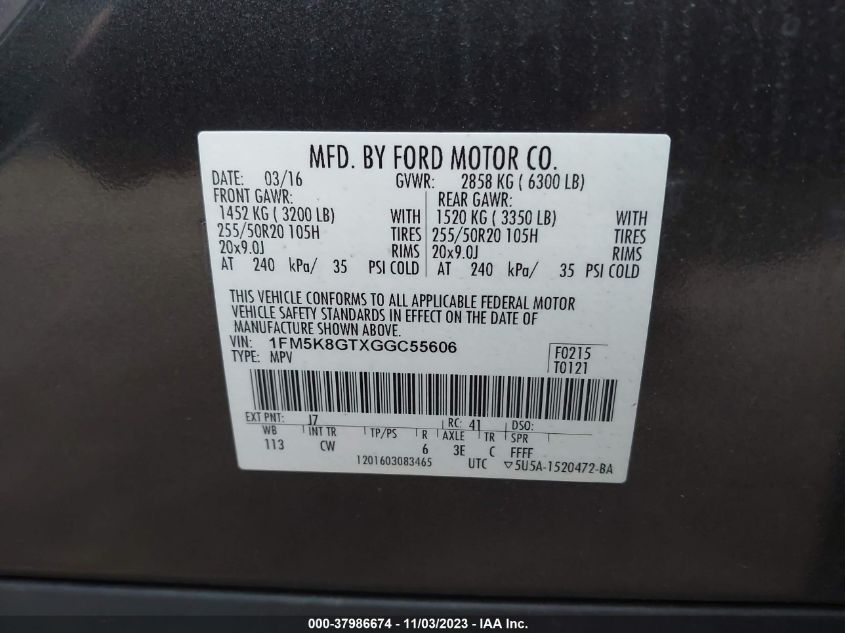 MFD. BY FORD MOTOR CO.
DATE: 03/16 GVWR: 2858 KG ( 6300 LB)
FRONT GAWR: REAR GAWR:
1452 KG ( 3200 LB) WITH 1520 KG ( 3350 LB) WITH
255/50R20 105H TIRES 255/50R20 105H TIRES
20x9.0J RIMS 20x9.0J RIMS
AT 240 kPa/ 35 PSI COLD AT 240 kPa/ 35 PSI COLD
THIS VEHICLE CONFORMS TO ALL APPLICABLE FEDERAL MOTOR
VEHICLE SAFETY STANDARDS IN EFFECT ON THE DATE OF
MANUFACTURE SHOWN ABOVE.
VIN: 1FM5K8GTXGGC55606
TYPE: MPV
F0215
T0121
EXT PNT: J7 RC: 41 DSO:
WB INT TR TP/PS R AXLE TR SPR
113 CW 6 3E C FFFF
1201603083465 UTC ▽5U5A-1520472-BA
000-37986674 - 11/03/2023 - IAAI Inc.